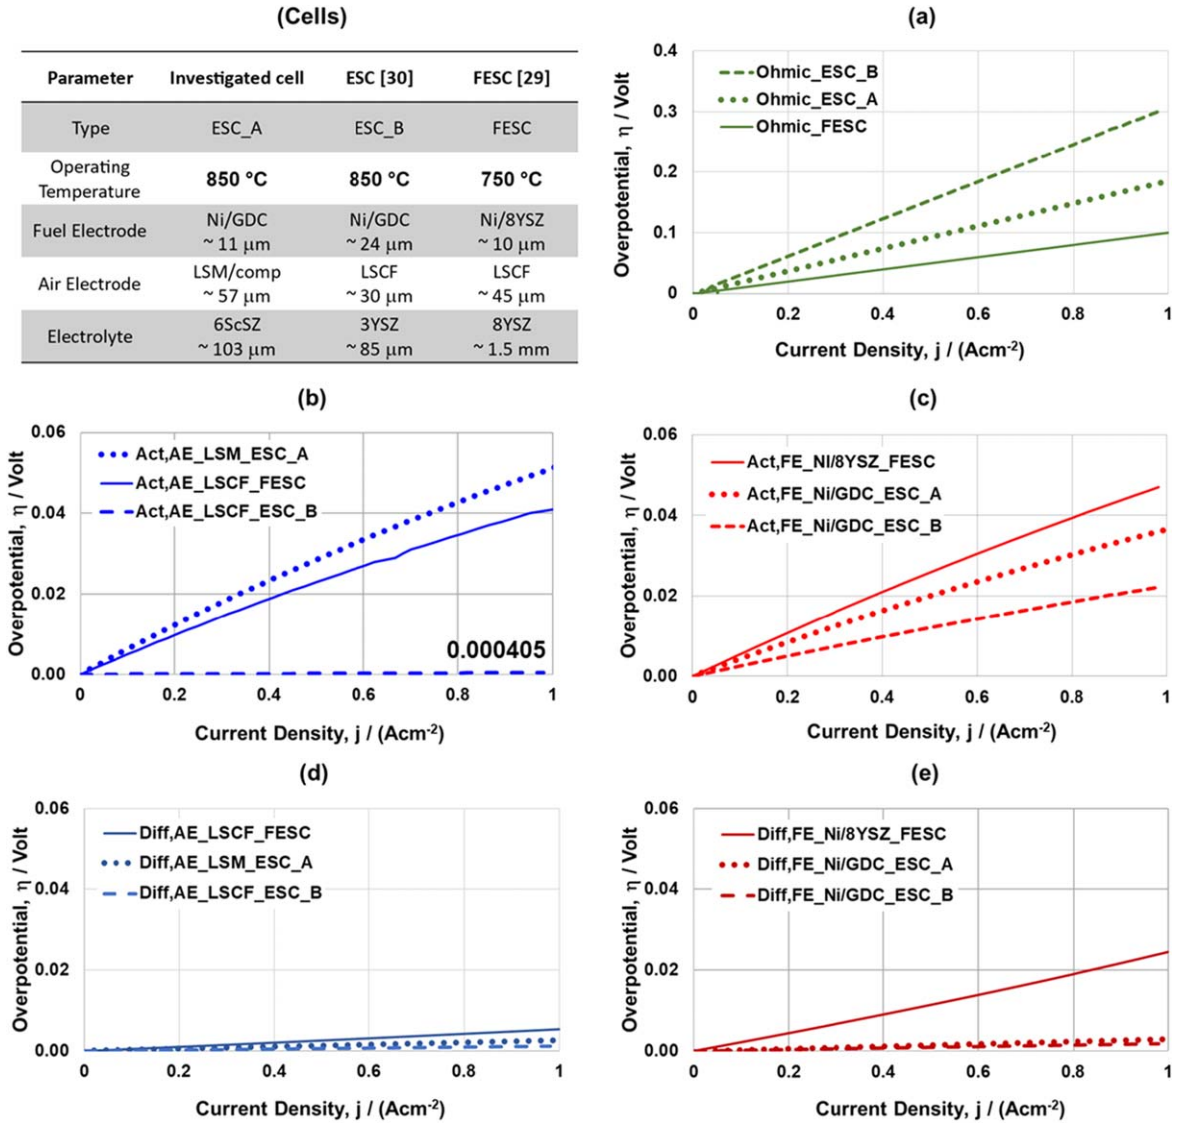 (Cells)
Parameter Investigated cell ESC [30] FESC [29]
Type ESC_A ESC_B FESC
Operating
Temperature 850 °C 850 °C 750 °C
Fuel Electrode Ni/GDC Ni/GDC Ni/8YSZ
~ 11 µm ~ 24 µm ~ 10 µm
Air Electrode LSM/comp LSCF LSCF
~ 57 µm ~ 30 µm ~ 45 µm
Electrolyte 6ScSZ 3YSZ 8YSZ
~ 103 µm ~ 85 µm ~ 1.5 mm
(a)
Overpotential, η / Volt
0.4
0.3
0.2
0.1
0
Ohmic_ESC_B
Ohmic_ESC_A
Ohmic_FESC
0 0.2 0.4 0.6 0.8 1
Current Density, j / (Acm-2)
(b)
Overpotential, η / Volt
0.06
0.04
0.02
0.00
Act,AE_LSM_ESC_A
Act,AE_LSCF_FESC
Act,AE_LSCF_ESC_B
0.000405
0 0.2 0.4 0.6 0.8 1
Current Density, j / (Acm-2)
(c)
Overpotential, η / Volt
0.06
0.04
0.02
0.00
Act,FE_NI/8YSZ_FESC
Act,FE_Ni/GDC_ESC_A
Act,FE_Ni/GDC_ESC_B
0 0.2 0.4 0.6 0.8 1
Current Density, j / (Acm-2)
(d)
Overpotential, η / Volt
0.06
0.04
0.02
0.00
Diff,AE_LSCF_FESC
Diff,AE_LSM_ESC_A
Diff,AE_LSCF_ESC_B
0 0.2 0.4 0.6 0.8 1
Current Density, j / (Acm-2)
(e)
Overpotential, η / Volt
0.06
0.04
0.02
0.00
Diff,FE_Ni/8YSZ_FESC
Diff,FE_Ni/GDC_ESC_A
Diff,FE_Ni/GDC_ESC_B
0 0.2 0.4 0.6 0.8 1
Current Density, j / (Acm-2)